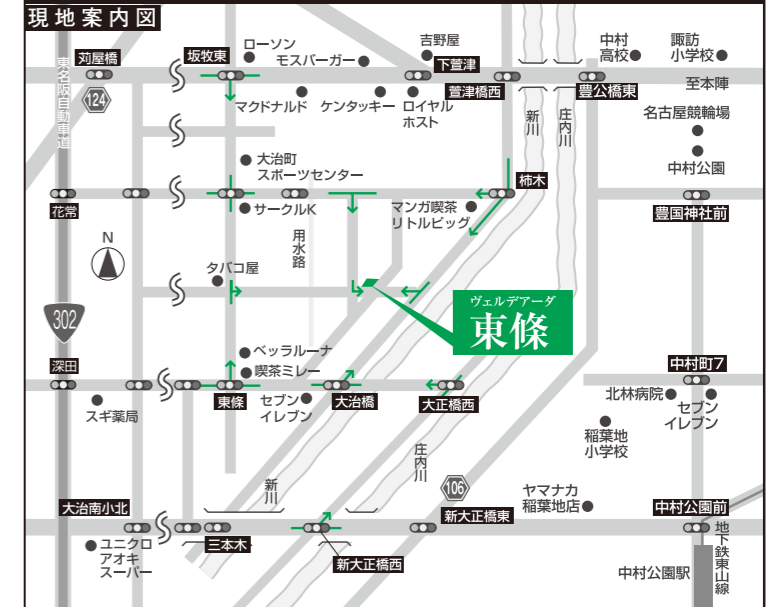 現地案内図
苅屋橋
坂牧東
ローソン
モスバーガー
吉野屋
下萱津
中村
高校
諏訪
小学校
東名阪自動車道
124
マクドナルド
ケンタッキー
ロイヤル
ホスト
萱津橋西
豊公橋東
至本陣
新川
庄内川
名古屋競輪場
中村公園
大治町
スポーツセンター
花常
サークルK
マンガ喫茶
リトルビッグ
柿木
豊国神社前
N
用水路
タバコ屋
302
ヴェルデアーダ
東條
深田
ベッラルーナ
喫茶ミレー
中村町7
スギ薬局
東條
セブン
イレブン
大治橋
大正橋西
北林病院
セブン
イレブン
稲葉地
小学校
庄内川
新川
106
大治南小北
ヤマナカ
稲葉地店
中村公園前
新大正橋東
ユニクロ
アオキ
スーパー
三本木
新大正橋西
中村公園駅
地下鉄東山線